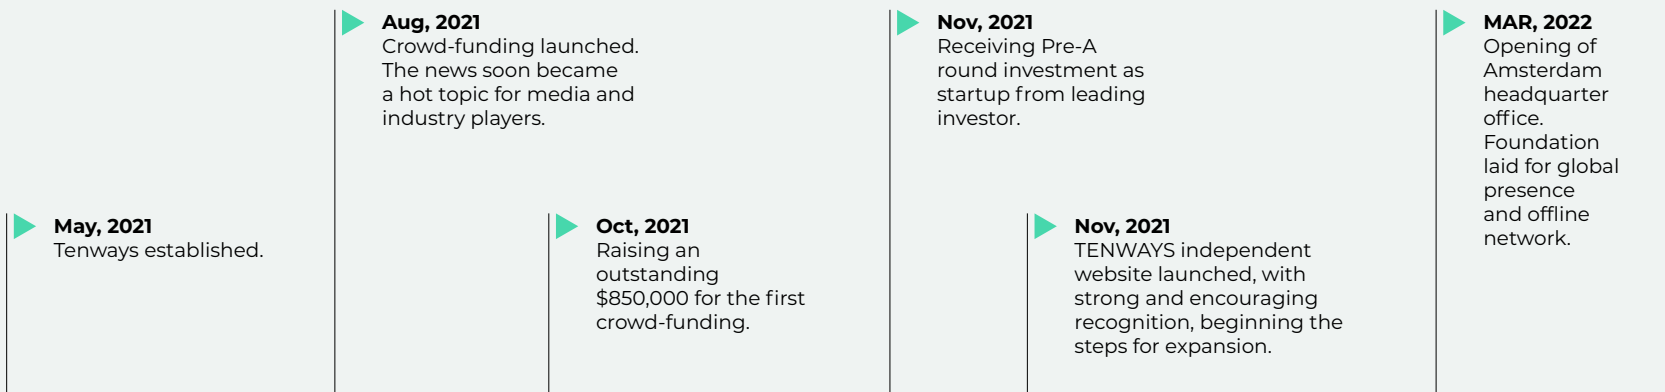 May, 2021
Tenways established.
Aug, 2021
Crowd-funding launched.
The news soon became
a hot topic for media and
industry players.
Oct, 2021
Raising an
outstanding
$850,000 for the first
crowd-funding.
Nov, 2021
Receiving Pre-A
round investment as
startup from leading
investor.
Nov, 2021
TENWAYS independent
website launched, with
strong and encouraging
recognition, beginning the
steps for expansion.
MAR, 2022
Opening of
Amsterdam
headquarter
office.
Foundation
laid for global
presence
and offline
network.